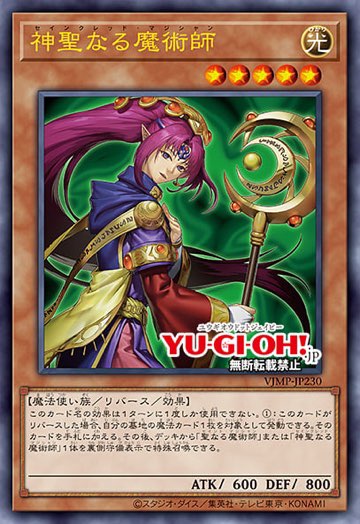 セインクレッド・マジシャン
神聖なる魔術師
光
ユウギオウドットジェイピー
YU-GI-OH!.jp
無断転載禁止
VJMP-JP230
【魔法使い族／リバース／効果】
このカード名の効果は１ターンに１度しか使用できない。①：このカードが
リバースした場合、自分の墓地の魔法カード１枚を対象として発動できる。その
カードを手札に加える。その後、デッキから「聖なる魔術師」または「神聖なる
魔術師」１体を裏側守備表示で特殊召喚できる。
ATK/ 600 DEF/ 800
©スタジオ・ダイス／集英社・テレビ東京・KONAMI